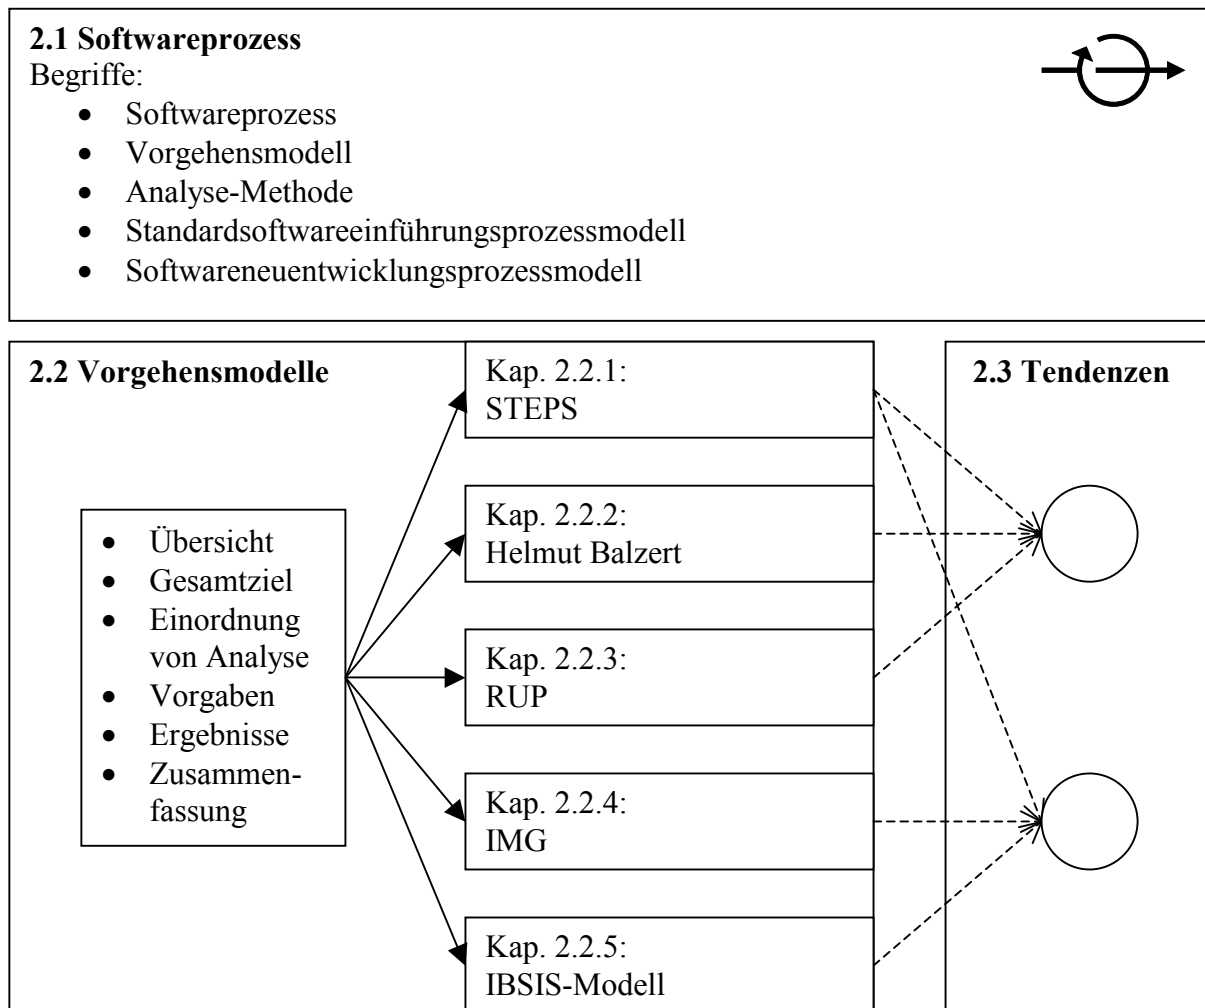 2.1 Softwareprozess
Begriffe:
• Softwareprozess
• Vorgehensmodell
• Analyse-Methode
• Standardsoftwareeinführungsprozessmodell
• Softwareneuentwicklungsprozessmodell
2.2 Vorgehensmodelle
• Übersicht
• Gesamtziel
• Einordnung
von Analyse
• Vorgaben
• Ergebnisse
• Zusammen-
fassung
Kap. 2.2.1:
STEPS
Kap. 2.2.2:
Helmut Balzert
Kap. 2.2.3:
RUP
Kap. 2.2.4:
IMG
Kap. 2.2.5:
IBSIS-Modell
2.3 Tendenzen